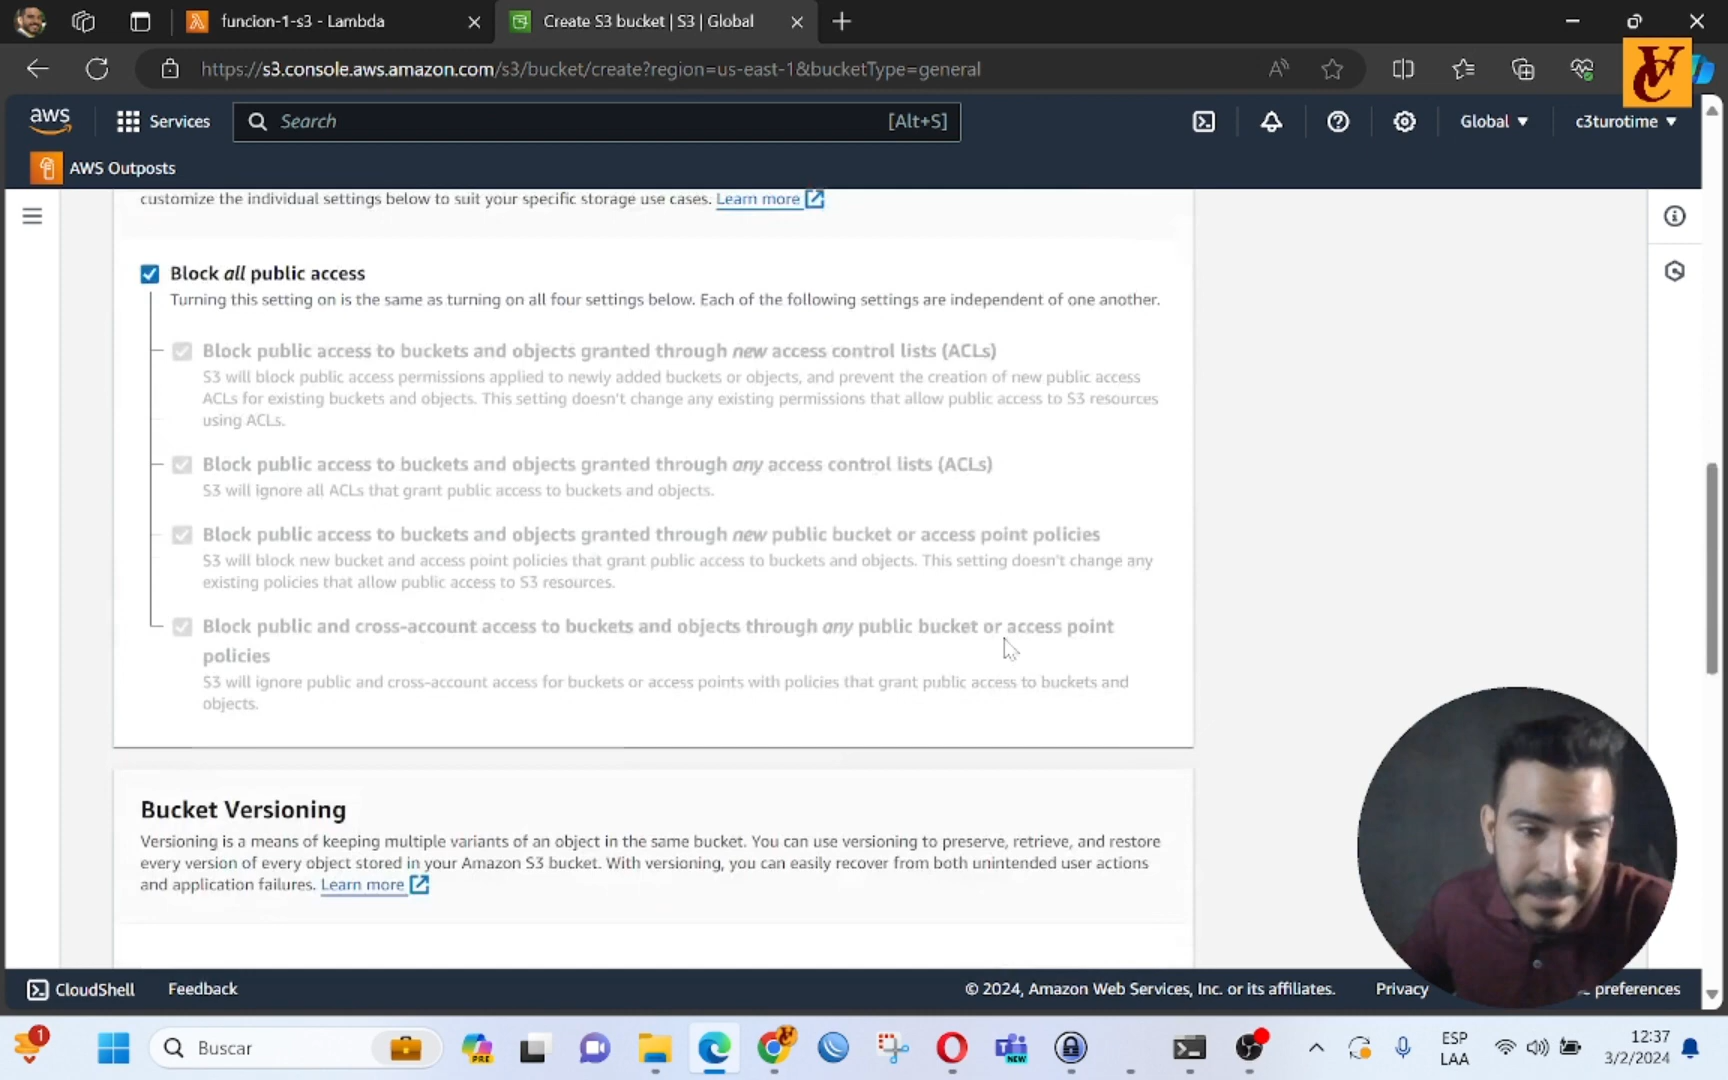 funcion-1-s3 - Lambda
Create S3 bucket | S3 | Global
https://s3.console.aws.amazon.com/s3/bucket/create?region=us-east-1&bucketType=general
VC
aws
Services
Search
[Alt+S]
Global
c3turotime
AWS Outposts
customize the individual settings below to suit your specific storage use cases. Learn more
Block all public access
Turning this setting on is the same as turning on all four settings below. Each of the following settings are independent of one another.
Block public access to buckets and objects granted through new access control lists (ACLs)
S3 will block public access permissions applied to newly added buckets or objects, and prevent the creation of new public access
ACLs for existing buckets and objects. This setting doesn't change any existing permissions that allow public access to S3 resources
using ACLs.
Block public access to buckets and objects granted through any access control lists (ACLs)
S3 will ignore all ACLs that grant public access to buckets and objects.
Block public access to buckets and objects granted through new public bucket or access point policies
S3 will block new bucket and access point policies that grant public access to buckets and objects. This setting doesn't change any
existing policies that allow public access to S3 resources.
Block public and cross-account access to buckets and objects through any public bucket or access point
policies
S3 will ignore public and cross-account access for buckets or access points with policies that grant public access to buckets and
objects.
Bucket Versioning
Versioning is a means of keeping multiple variants of an object in the same bucket. You can use versioning to preserve, retrieve, and restore
every version of every object stored in your Amazon S3 bucket. With versioning, you can easily recover from both unintended user actions
and application failures. Learn more
CloudShell
Feedback
© 2024, Amazon Web Services, Inc. or its affiliates.
Privacy
preferences
1
Buscar
PRE
NEW
ESP
LAA
12:37
3/2/2024